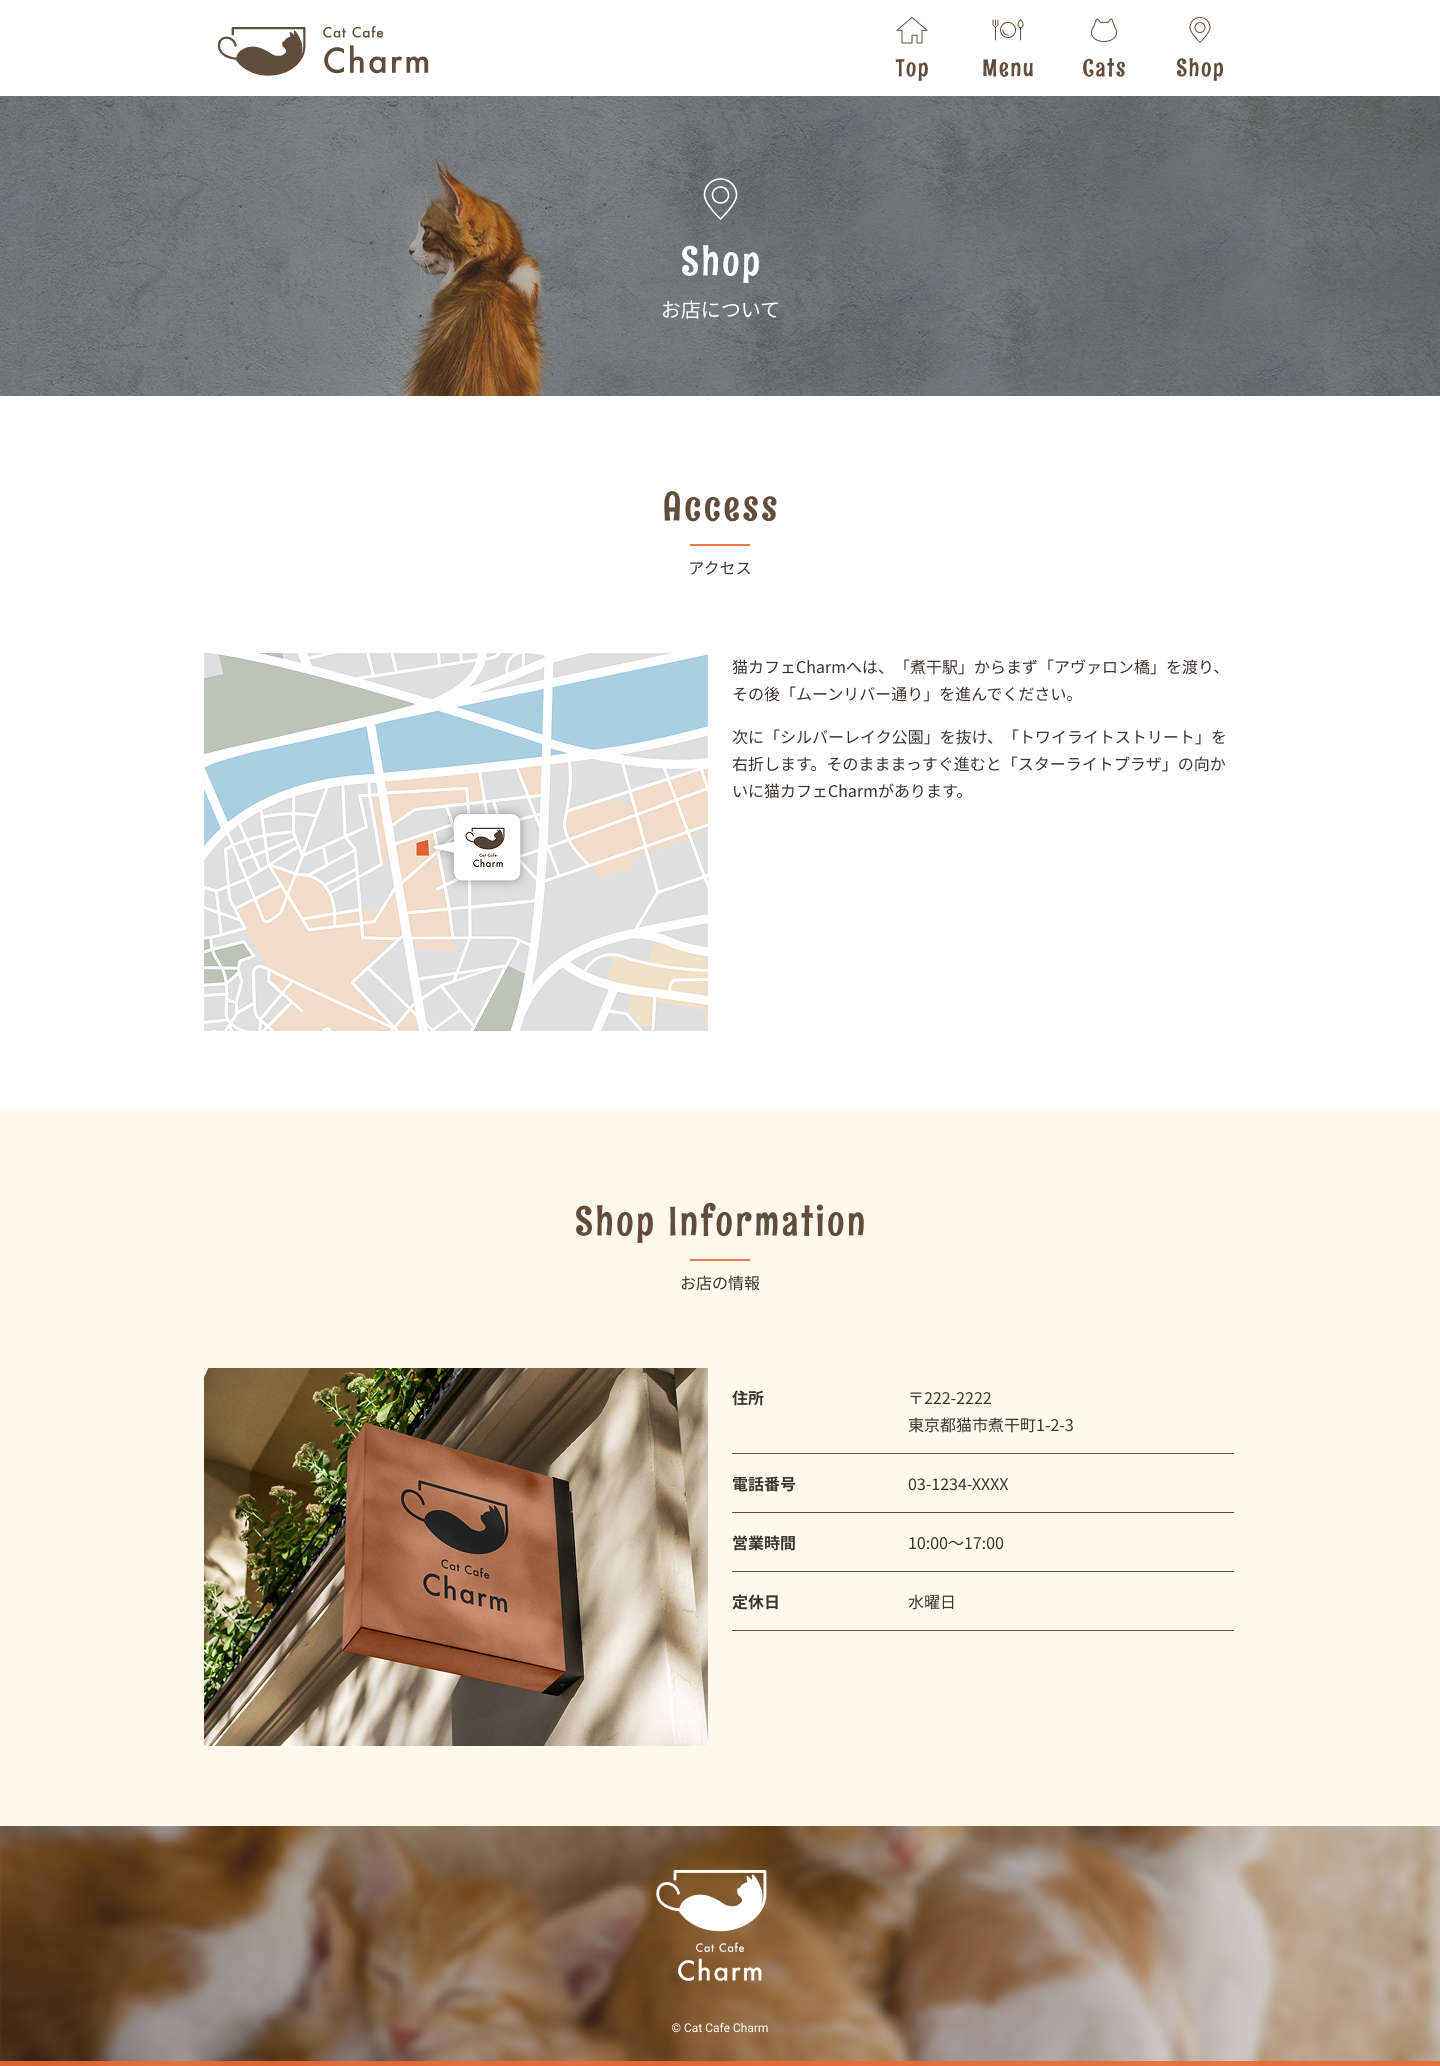 Cat Cafe
Charm
Top
Menu
Cats
Shop
Shop
お店について
Access
アクセス
Cat Cafe
Charm
猫カフェCharmへは、「煮干駅」からまず「アヴァロン橋」を渡り、
その後「ムーンリバー通り」を進んでください。
次に「シルバーレイク公園」を抜け、「トワイライトストリート」を
右折します。そのまままっすぐ進むと「スターライトプラザ」の向か
いに猫カフェCharmがあります。
Shop Information
お店の情報
Cat Cafe
Charm
住所
〒222-2222
東京都猫市煮干町1-2-3
電話番号
03-1234-XXXX
営業時間
10:00〜17:00
定休日
水曜日
Cat Cafe
Charm
© Cat Cafe Charm